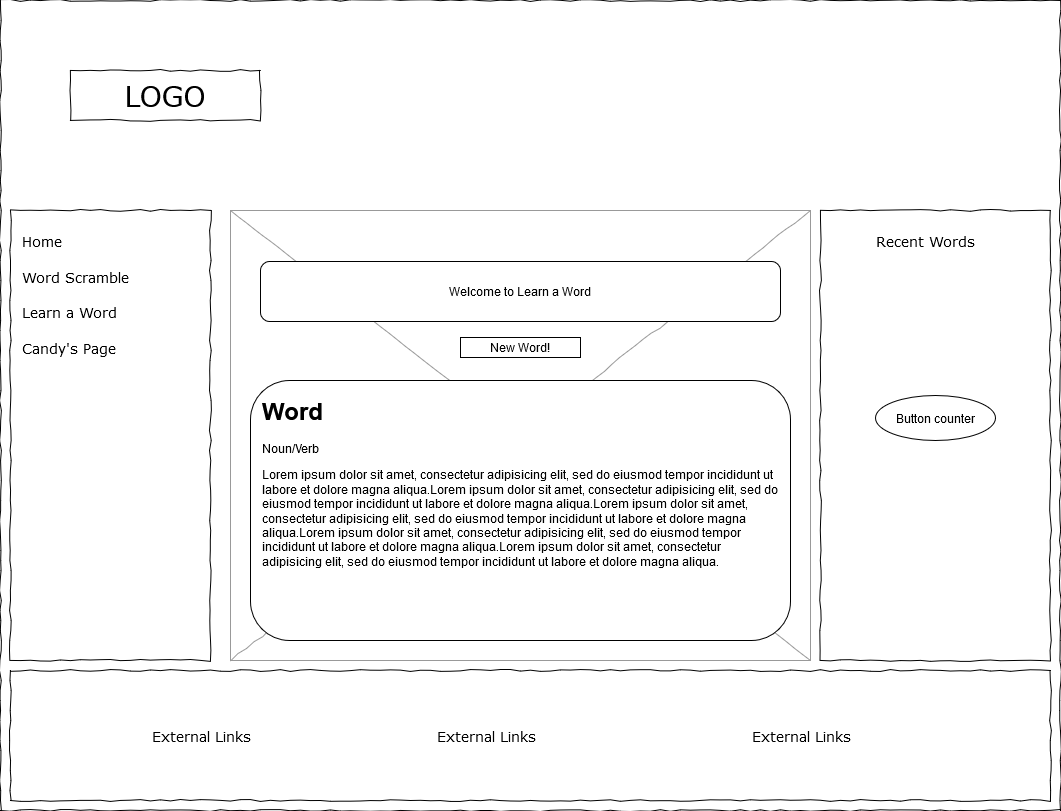 LOGO
Home
Word Scramble
Learn a Word
Candy's Page
Welcome to Learn a Word
New Word!
Word
Noun/Verb
Lorem ipsum dolor sit amet, consectetur adipisicing elit, sed do eiusmod tempor incididunt ut
labore et dolore magna aliqua.Lorem ipsum dolor sit amet, consectetur adipisicing elit, sed do
eiusmod tempor incididunt ut labore et dolore magna aliqua.Lorem ipsum dolor sit amet,
consectetur adipisicing elit, sed do eiusmod tempor incididunt ut labore et dolore magna
aliqua.Lorem ipsum dolor sit amet, consectetur adipisicing elit, sed do eiusmod tempor
incididunt ut labore et dolore magna aliqua.Lorem ipsum dolor sit amet, consectetur
adipisicing elit, sed do eiusmod tempor incididunt ut labore et dolore magna aliqua.
Recent Words
Button counter
External Links
External Links
External Links